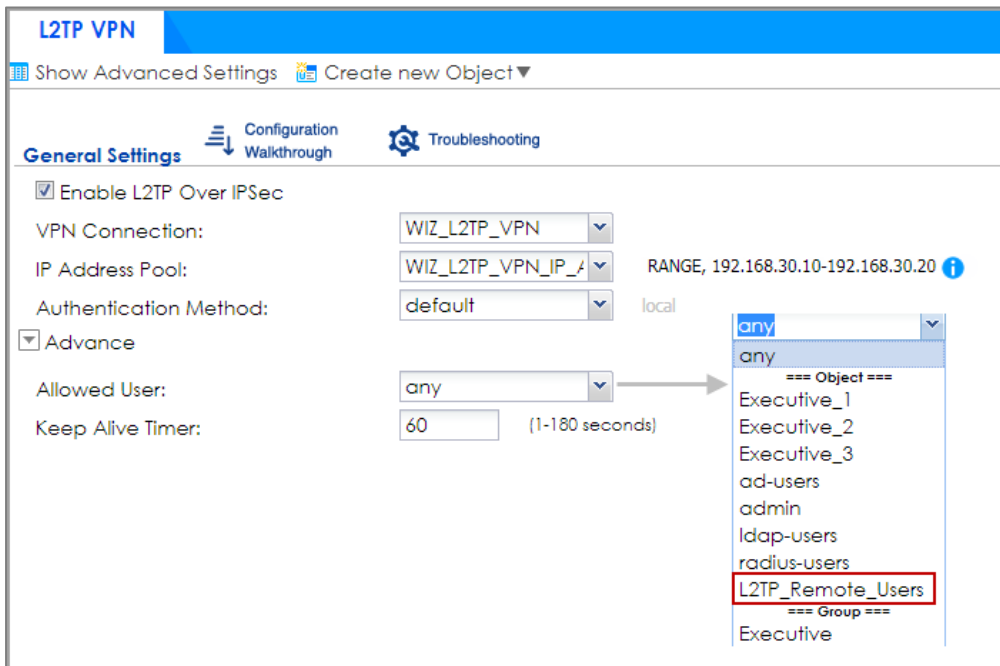 L2TP VPN
Show Advanced Settings Create new Object▼
General Settings
Configuration
Walkthrough
Troubleshooting
Enable L2TP Over IPSec
VPN Connection: WIZ_L2TP_VPN
IP Address Pool: WIZ_L2TP_VPN_IP_A RANGE, 192.168.30.10-192.168.30.20
Authentication Method: default local
Advance
Allowed User: any
Keep Alive Timer: 60 (1-180 seconds)
any
any
=== Object ===
Executive_1
Executive_2
Executive_3
ad-users
admin
ldap-users
radius-users
L2TP_Remote_Users
=== Group ===
Executive